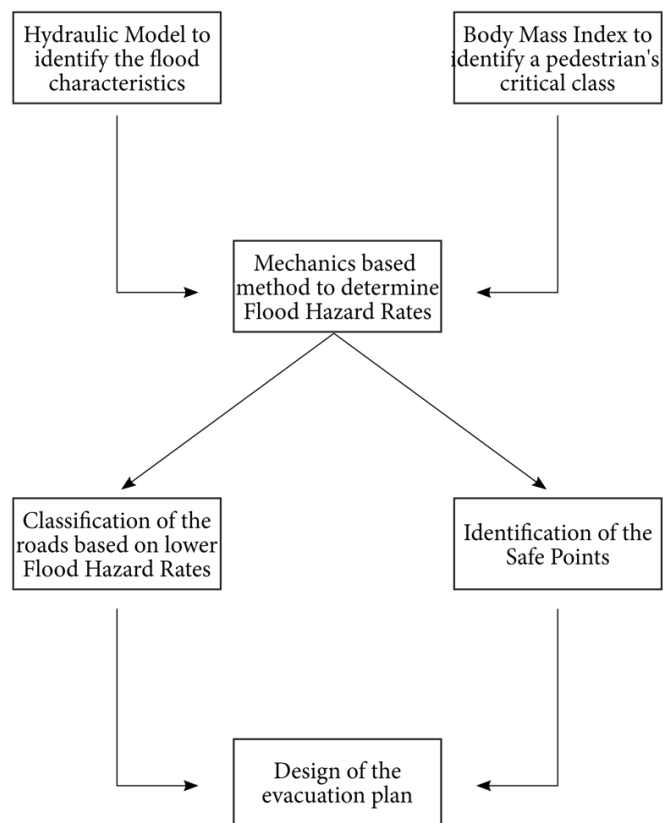 Hydraulic Model to
identify the flood
characteristics
Body Mass Index to
identify a pedestrian's
critical class
Mechanics based
method to determine
Flood Hazard Rates
Classification of the
roads based on lower
Flood Hazard Rates
Identification of the
Safe Points
Design of the
evacuation plan